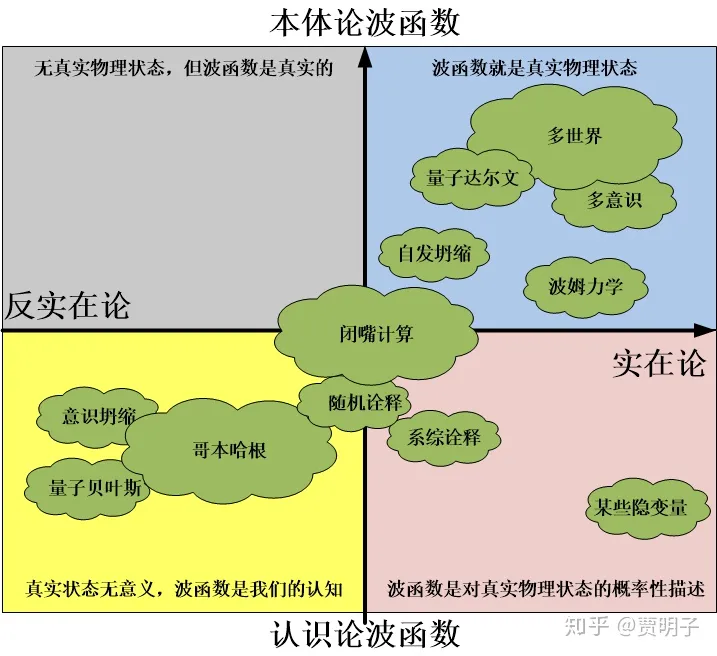 本体论波函数
无真实物理状态，但波函数是真实的
波函数就是真实物理状态
多世界
量子达尔文
多意识
自发坍缩
波姆力学
反实在论
闭嘴计算
实在论
随机诠释
意识坍缩
系综诠释
哥本哈根
量子贝叶斯
某些隐变量
真实状态无意义，波函数是我们的认知
波函数是对真实物理状态的概率性描述
认识论波函数
知乎 @贾明子